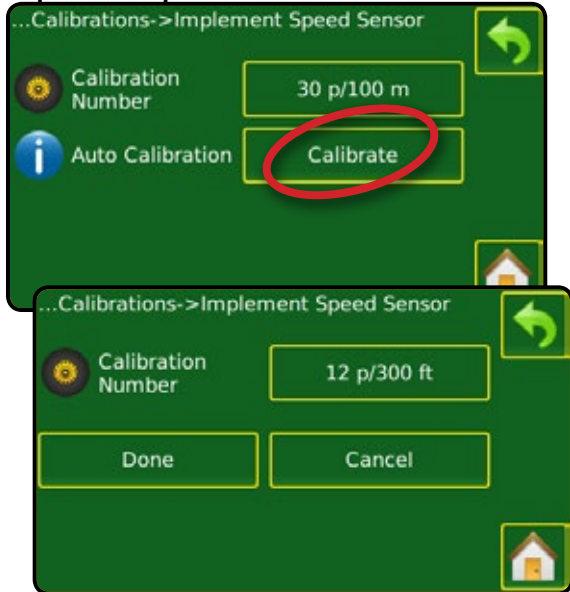 ...Calibrations->Implement Speed Sensor
Calibration
Number
30 p/100 m
Auto Calibration
Calibrate
...Calibrations->Implement Speed Sensor
Calibration
Number
12 p/300 ft
Done
Cancel